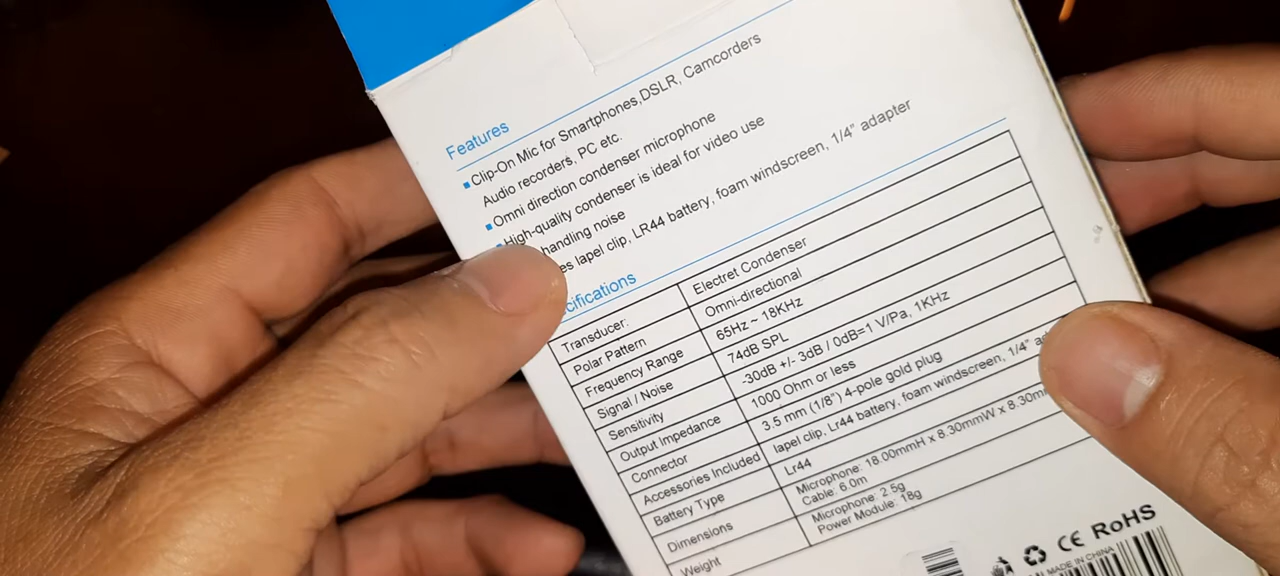 Features
Clip-On Mic for Smartphones,DSLR, Camcorders
Audio recorders, PC etc.
Omni direction condenser microphone
High-quality condenser is ideal for video use
handling noise
lapel clip, LR44 battery, foam windscreen, 1/4" adapter
Transducer: Electret Condenser
Polar Pattern Omni-directional
Frequency Range 65Hz ~ 18KHz
Signal / Noise 74dB SPL
Sensitivity -30dB +/- 3dB / 0dB=1 V/Pa, 1KHz
Output Impedance 1000 Ohm or less
Connector 3.5 mm (1/8") 4-pole gold plug
Accessories Included lapel clip, Lr44 battery, foam windscreen, 1/4"
Battery Type Lr44
Dimensions Microphone: 18.00mmH x 8.30mmW x 8.30m
Cable: 6.0m
Weight Microphone: 2.5g
Power Module: 18g
CE RoHS
MADE IN CHINA